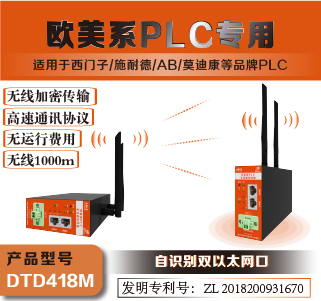 欧美系PLC专用
适用于西门子/施耐德/AB/莫迪康等品牌PLC
无线加密传输
高速通讯协议
无运行费用
无线1000m
产品型号
DTD418M
自识别双以太网口
发明专利号：ZL 2018200931670